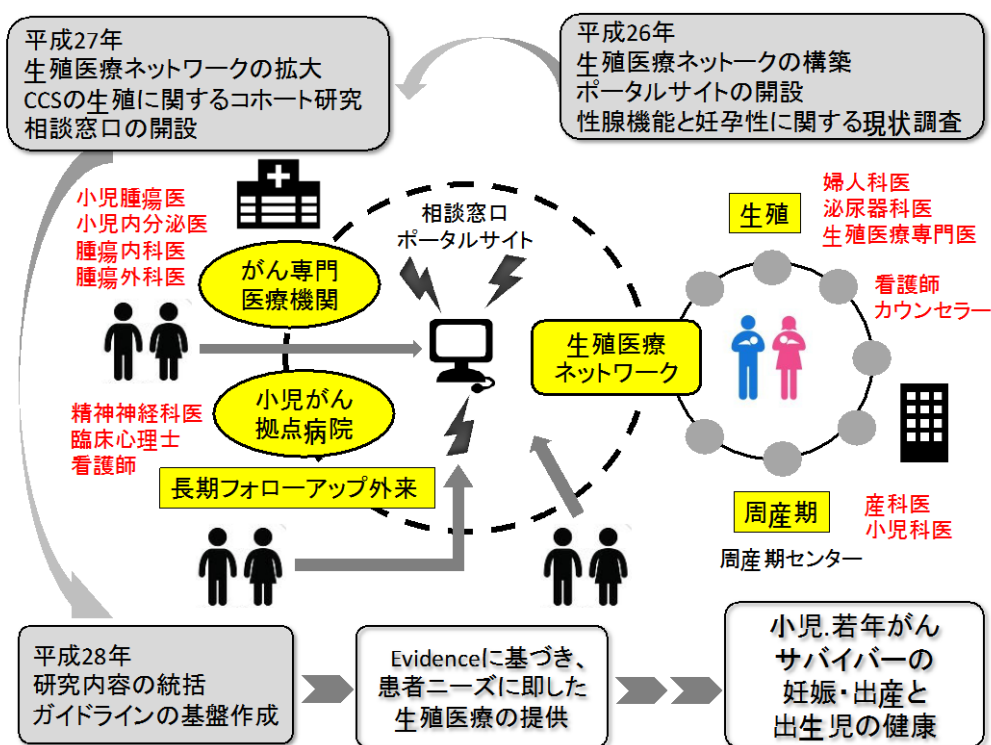 平成27年
生殖医療ネットワークの拡大
CCSの生殖に関するコホート研究
相談窓口の開設
平成26年
生殖医療ネットークの構築
ポータルサイトの開設
性腺機能と妊孕性に関する現状調査
小児腫瘍医
小児内分泌医
腫瘍内科医
腫瘍外科医
がん専門
医療機関
相談窓口
ポータルサイト
生殖
婦人科医
泌尿器科医
生殖医療専門医
看護師
カウンセラー
生殖医療
ネットワーク
小児がん
拠点病院
精神神経科医
臨床心理士
看護師
長期フォローアップ外来
周産期
産科医
小児科医
周産期センター
平成28年
研究内容の統括
ガイドラインの基盤作成
Evidenceに基づき、
患者ニーズに即した
生殖医療の提供
小児.若年がん
サバイバーの
妊娠・出産と
出生児の健康